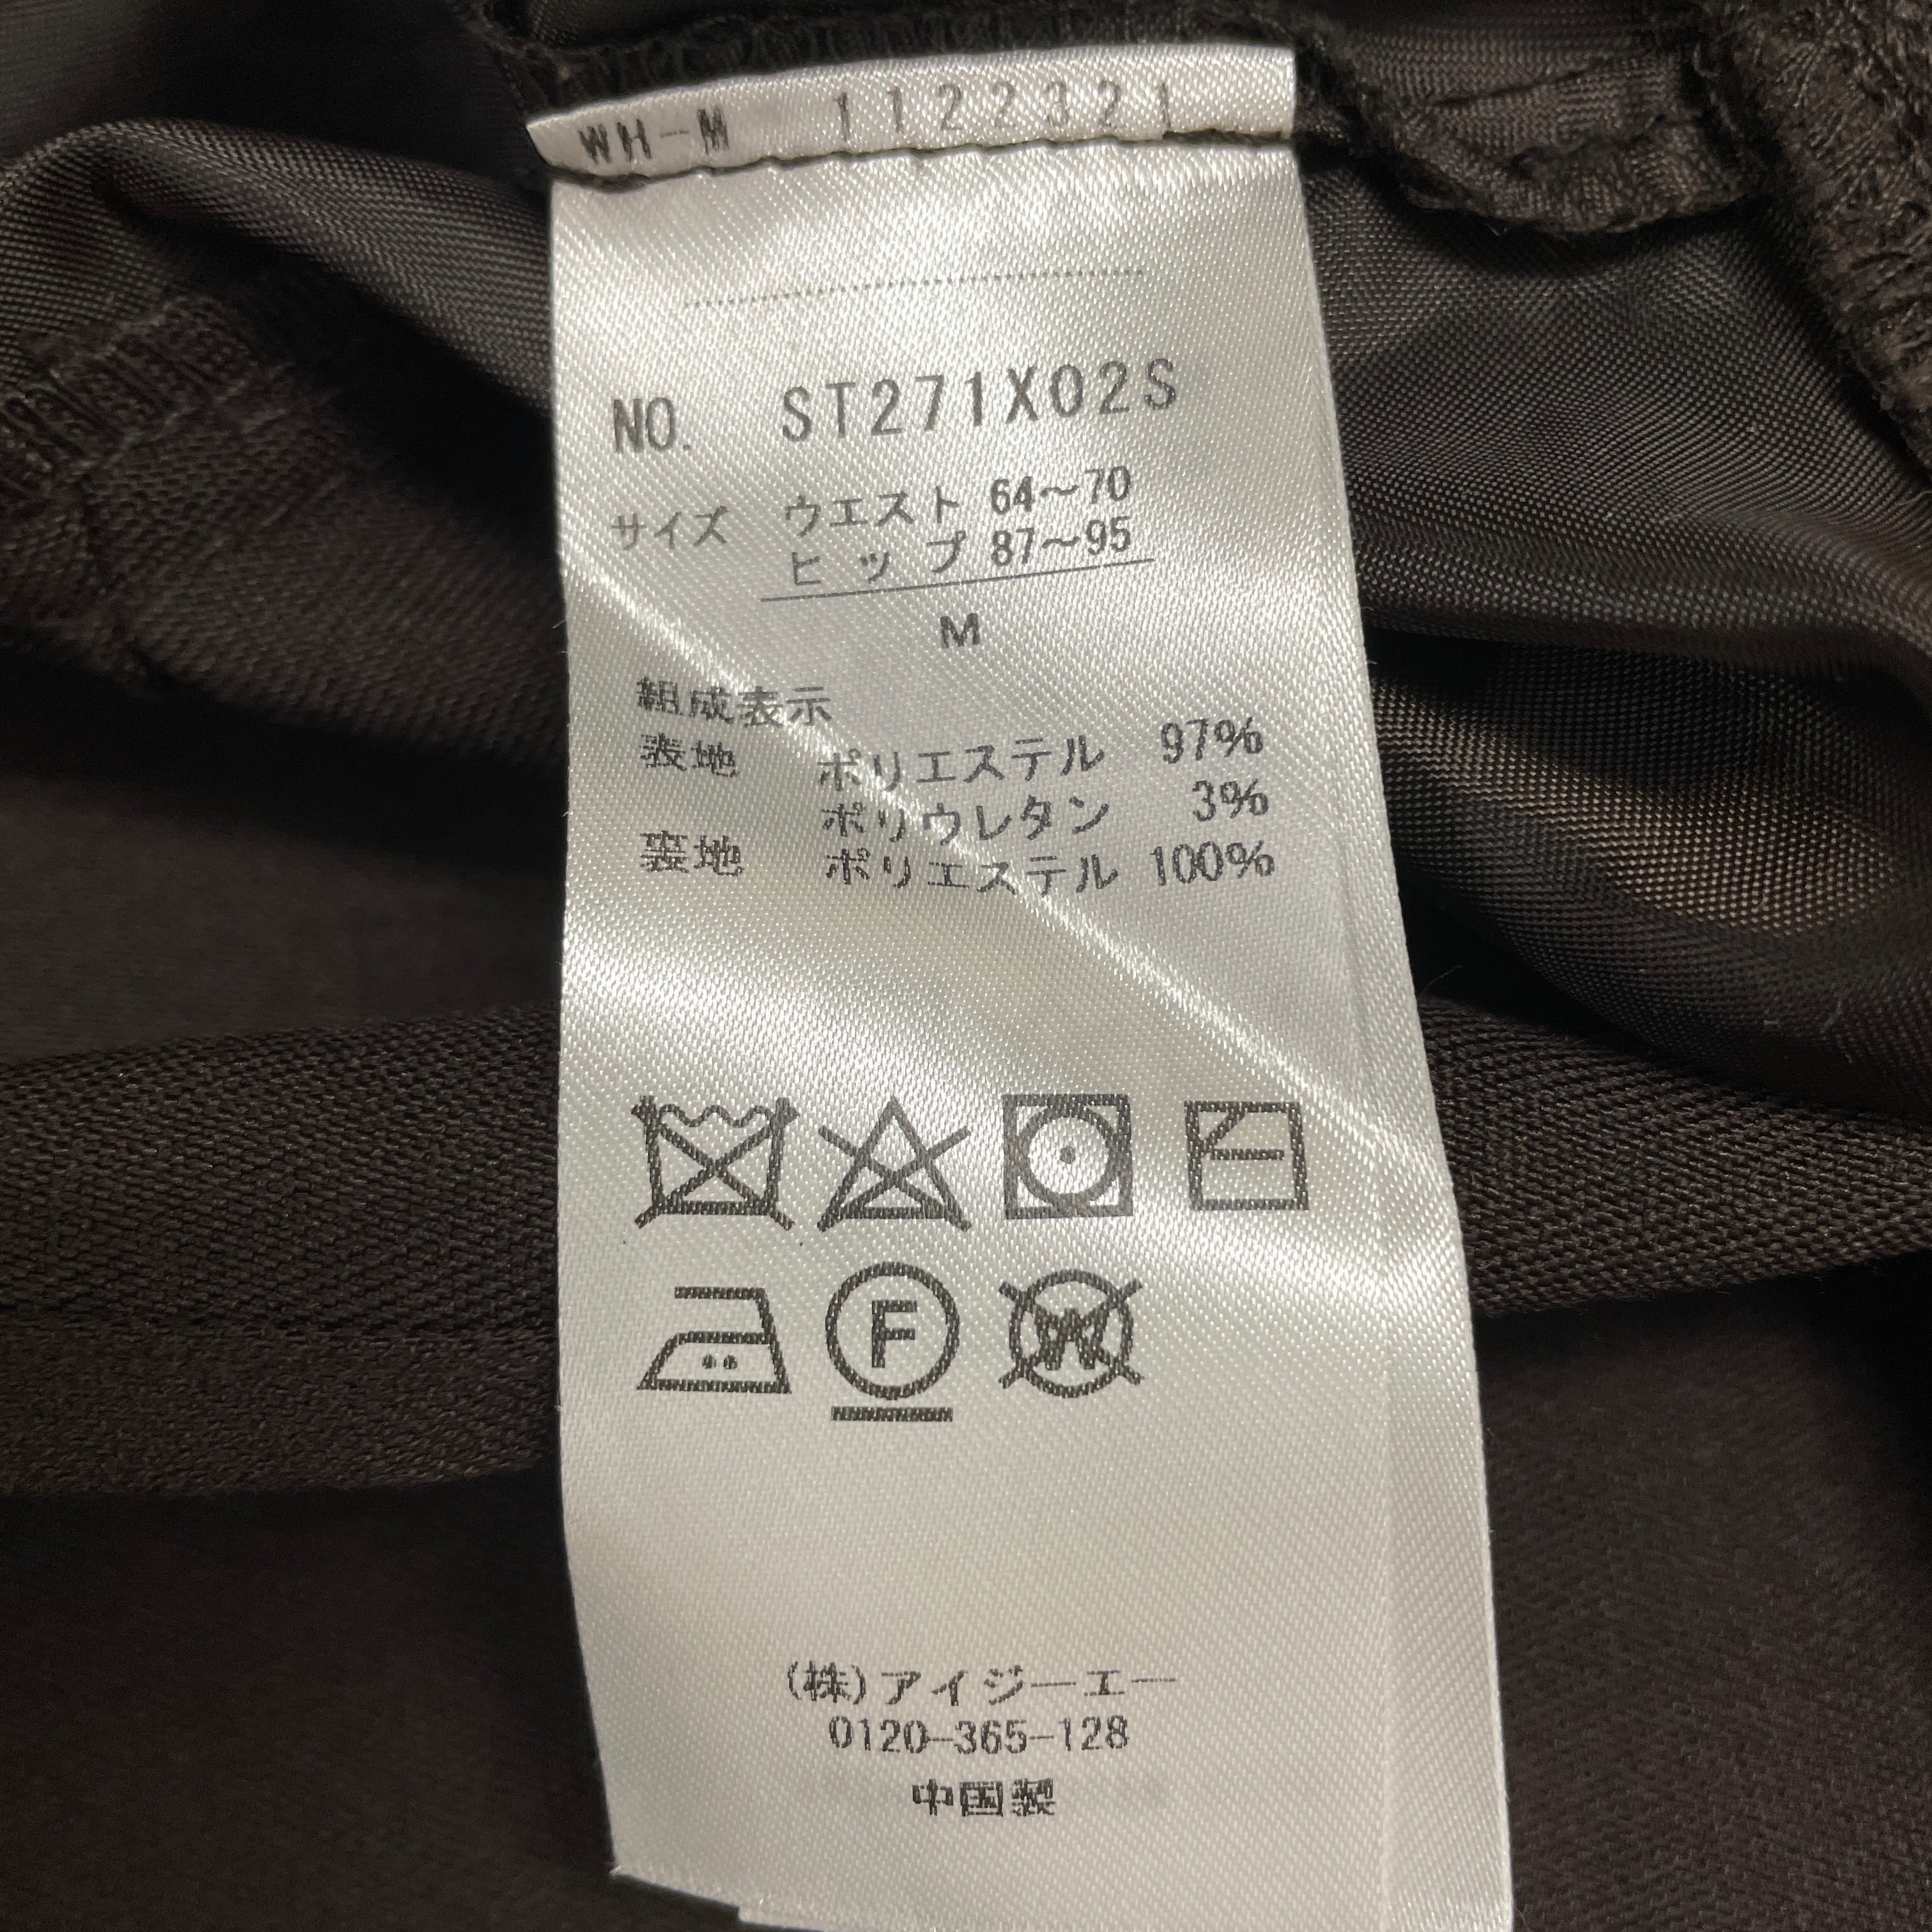 WH-M 1122321
NO. ST271X02S
サイズ ウエスト 64〜70
ヒップ 87〜95
M
組成表示
表地 ポリエステル 97%
ポリウレタン 3%
裏地 ポリエステル 100%
F
W
(株)アイジーエー
0120-365-128
中国製